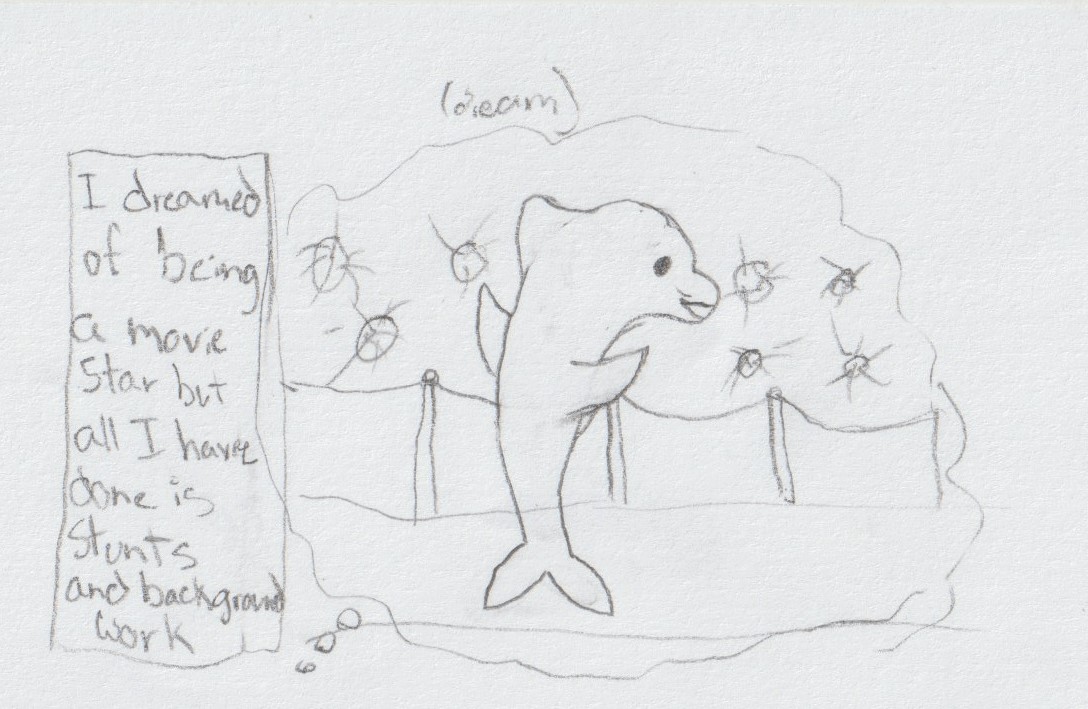 (dream)
I dreamed
of being
a movie
Star but
all I have
done is
Stunts
and background
work